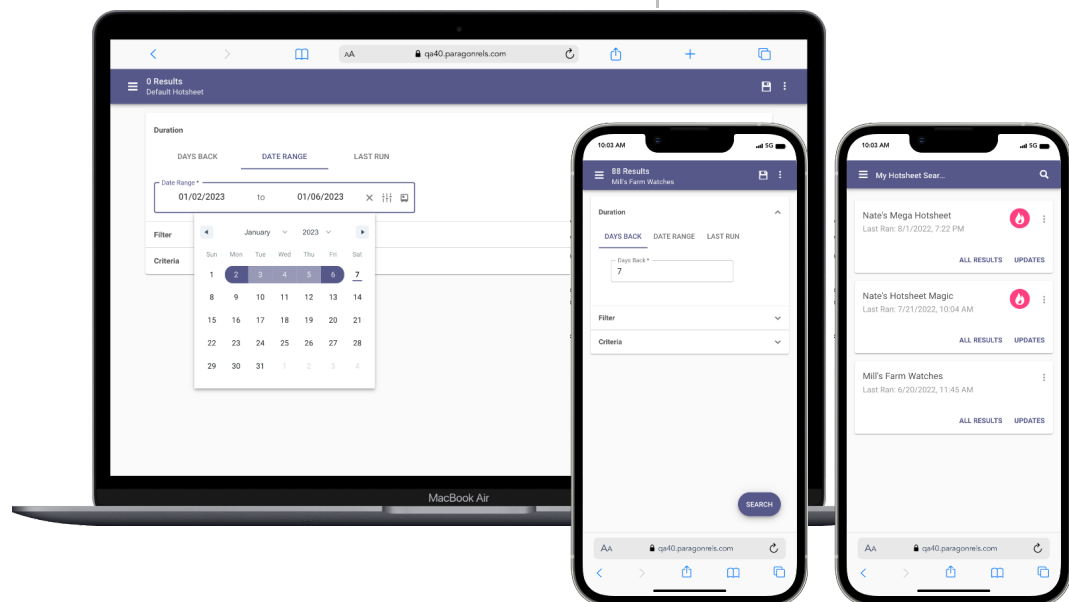 AA qa40.paragonrels.com
0 Results
Default Hotsheet
Duration
DAYS BACK DATE RANGE LAST RUN
Date Range *
01/02/2023 to 01/06/2023
Filter
Criteria
January 2023
Sun Mon Tue Wed Thu Fri Sat
1 2 3 4 5 6 7
8 9 10 11 12 13 14
15 16 17 18 19 20 21
22 23 24 25 26 27 28
29 30 31 1 2 3 4
MacBook Air
10:03 AM 5G
88 Results
Mill's Farm Watches
Duration
DAYS BACK DATE RANGE LAST RUN
Days Back *
7
Filter
Criteria
SEARCH
AA qa40.paragonrels.com
10:03 AM 5G
My Hotsheet Sear...
Nate's Mega Hotsheet
Last Ran: 8/1/2022, 7:22 PM
ALL RESULTS UPDATES
Nate's Hotsheet Magic
Last Ran: 7/21/2022, 10:04 AM
ALL RESULTS UPDATES
Mill's Farm Watches
Last Ran: 6/20/2022, 11:45 AM
ALL RESULTS UPDATES
AA qa40.paragonrels.com